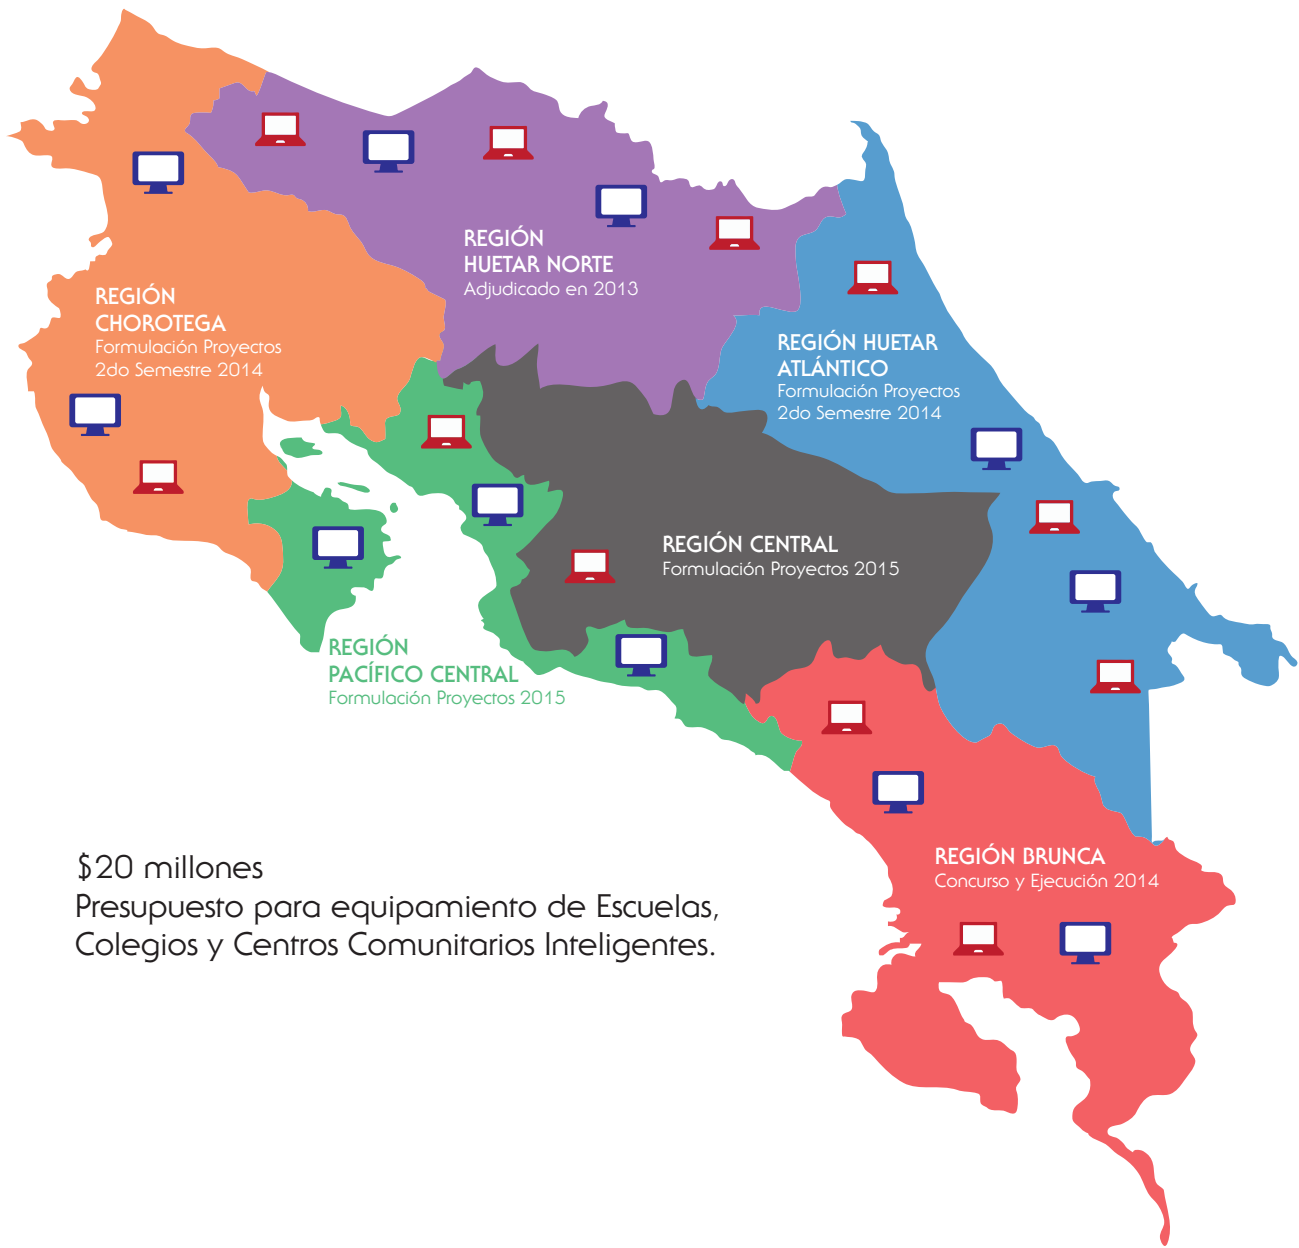 REGIÓN
HUETAR NORTE
Adjudicado en 2013
REGIÓN
CHOROTEGA
Formulación Proyectos
2do Semestre 2014
REGIÓN HUETAR
ATLÁNTICO
Formulación Proyectos
2do Semestre 2014
REGIÓN CENTRAL
Formulación Proyectos 2015
REGIÓN
PACÍFICO CENTRAL
Formulación Proyectos 2015
REGIÓN BRUNCA
Concurso y Ejecución 2014
$20 millones
Presupuesto para equipamiento de Escuelas,
Colegios y Centros Comunitarios Inteligentes.